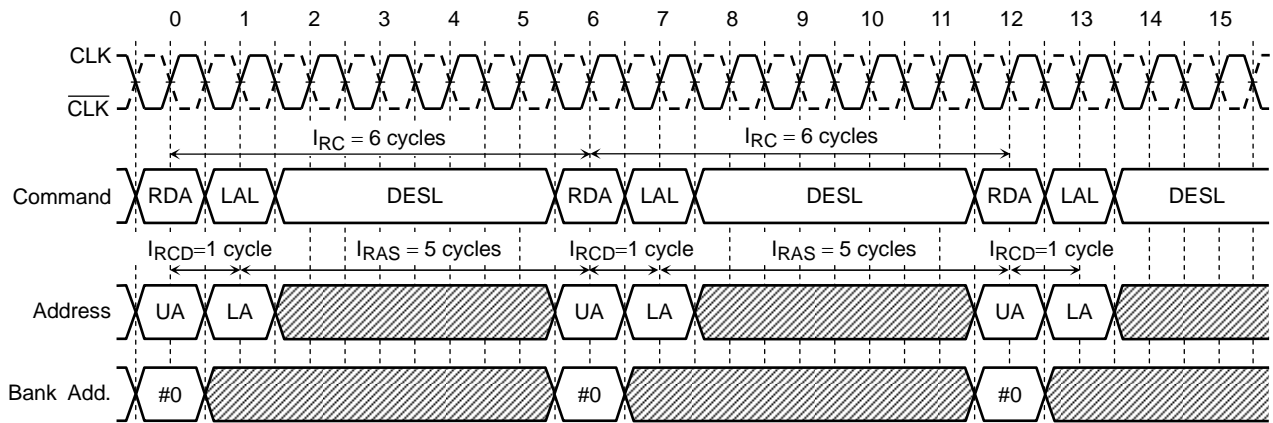 0 1 2 3 4 5 6 7 8 9 10 11 12 13 14 15
CLK
CLK
IRC = 6 cycles IRC = 6 cycles
Command RDA LAL DESL RDA LAL DESL RDA LAL DESL
IRCD=1 cycle IRAS = 5 cycles IRCD=1 cycle IRAS = 5 cycles IRCD=1 cycle
Address UA LA UA LA UA LA
Bank Add. #0 #0 #0